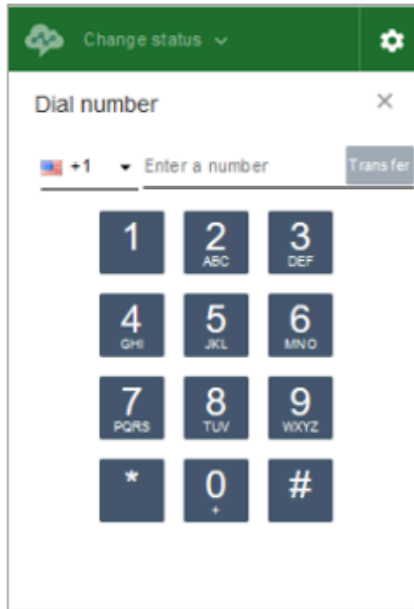 Change status
Dial number
+1 Enter a number Transfer
1 2 3
ABC DEF
4 5 6
GHI JKL MNO
7 8 9
PQRS TUV WXYZ
* 0 #
+